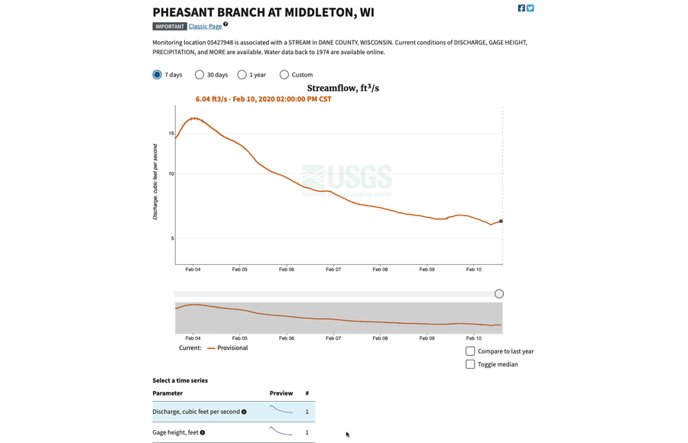 PHEASANT BRANCH AT MIDDLETON, WI
IMPORTANT Classic Page
Monitoring location 05427948 is associated with a STREAM in DANE COUNTY, WISCONSIN. Current conditions of DISCHARGE, GAGE HEIGHT,
PRECIPITATION, and MORE are available. Water data back to 1974 are available online.
7 days 30 days 1 year Custom
Streamflow, ft³/s
6.04 ft3/s - Feb 10, 2020 02:00:00 PM CST
Discharge, cubic feet per second
15
10
5
USGS
Feb 04 Feb 05 Feb 06 Feb 07 Feb 08 Feb 09 Feb 10
Feb 04 Feb 05 Feb 06 Feb 07 Feb 08 Feb 09 Feb 10
Current: Provisional
Compare to last year
Toggle median
Select a time series
Parameter Preview #
Discharge, cubic feet per second 1
Gage height, feet 1